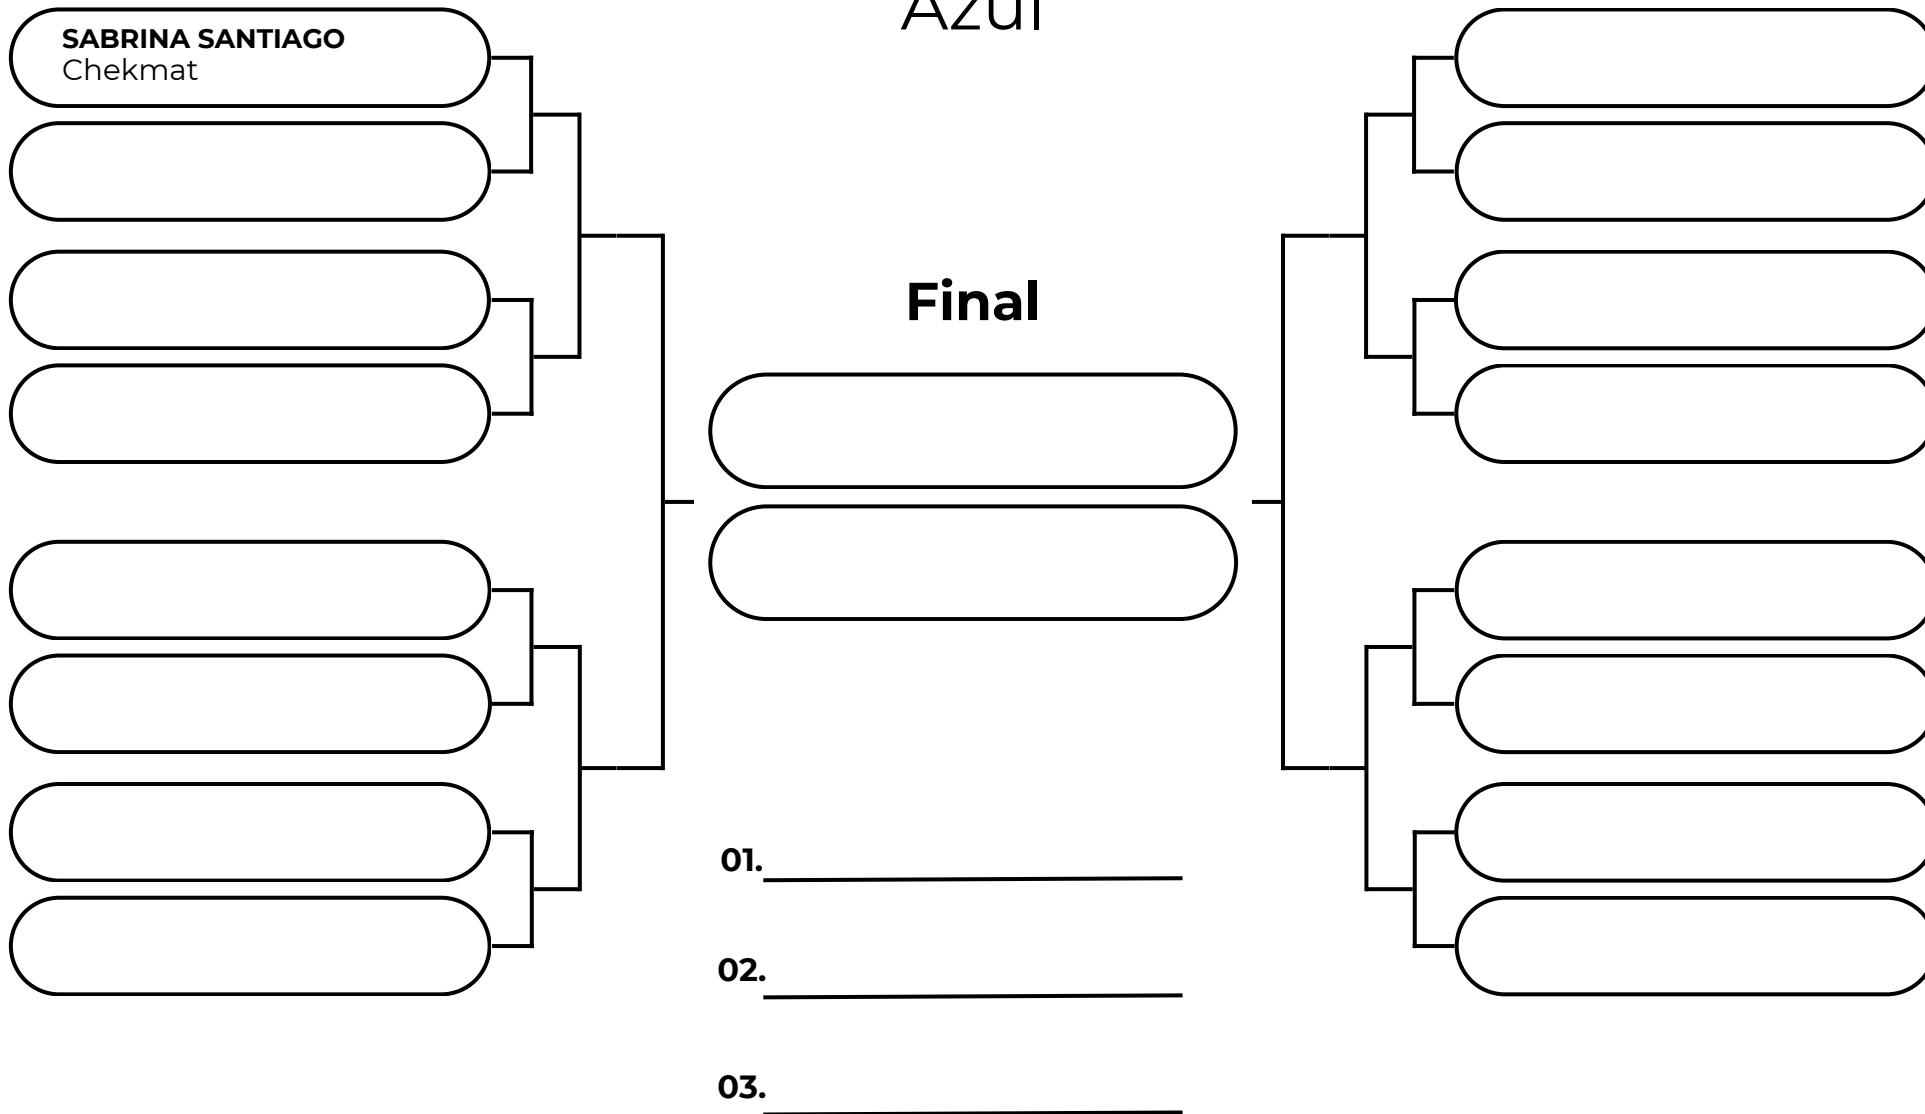 Azul
SABRINA SANTIAGO
Chekmat
Final
01.
02.
03.